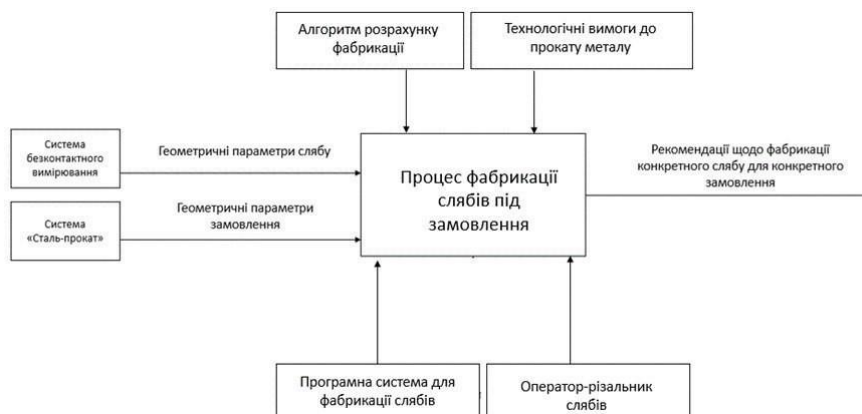 Алгоритм розрахунку
фабрикації
Технологічні вимоги до
прокату металу
Система
безконтактного
вимірювання
Геометричні параметри слябу
Система
«Сталь-прокат»
Геометричні параметри
замовлення
Процес фабрикації
слябів під
замовлення
Рекомендації щодо фабрикації
конкретного слябу для конкретного
замовлення
Програмна система для
фабрикації слябів
Оператор-різальник
слябів